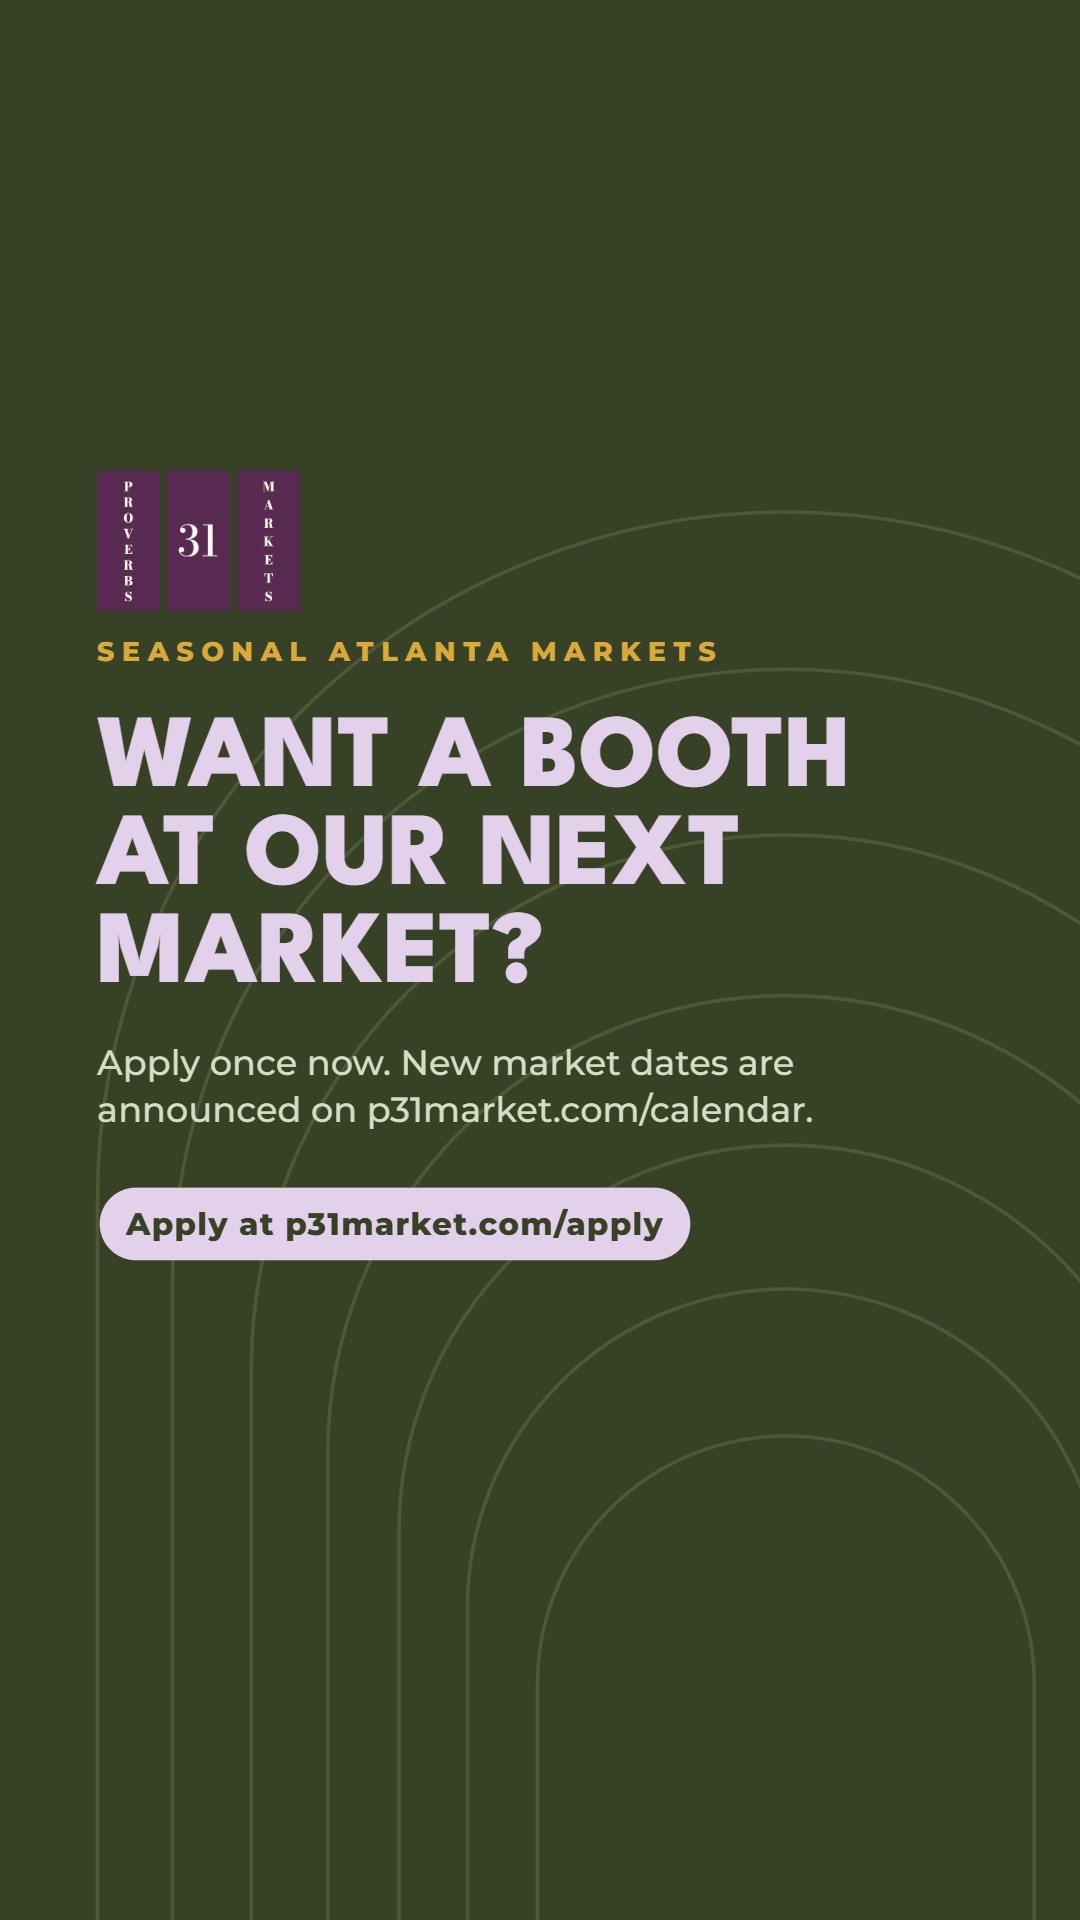 PROVERBS
31
MARKETS
SEASONAL ATLANTA MARKETS
WANT A BOOTH
AT OUR NEXT
MARKET?
Apply once now. New market dates are
announced on p31market.com/calendar.
Apply at p31market.com/apply